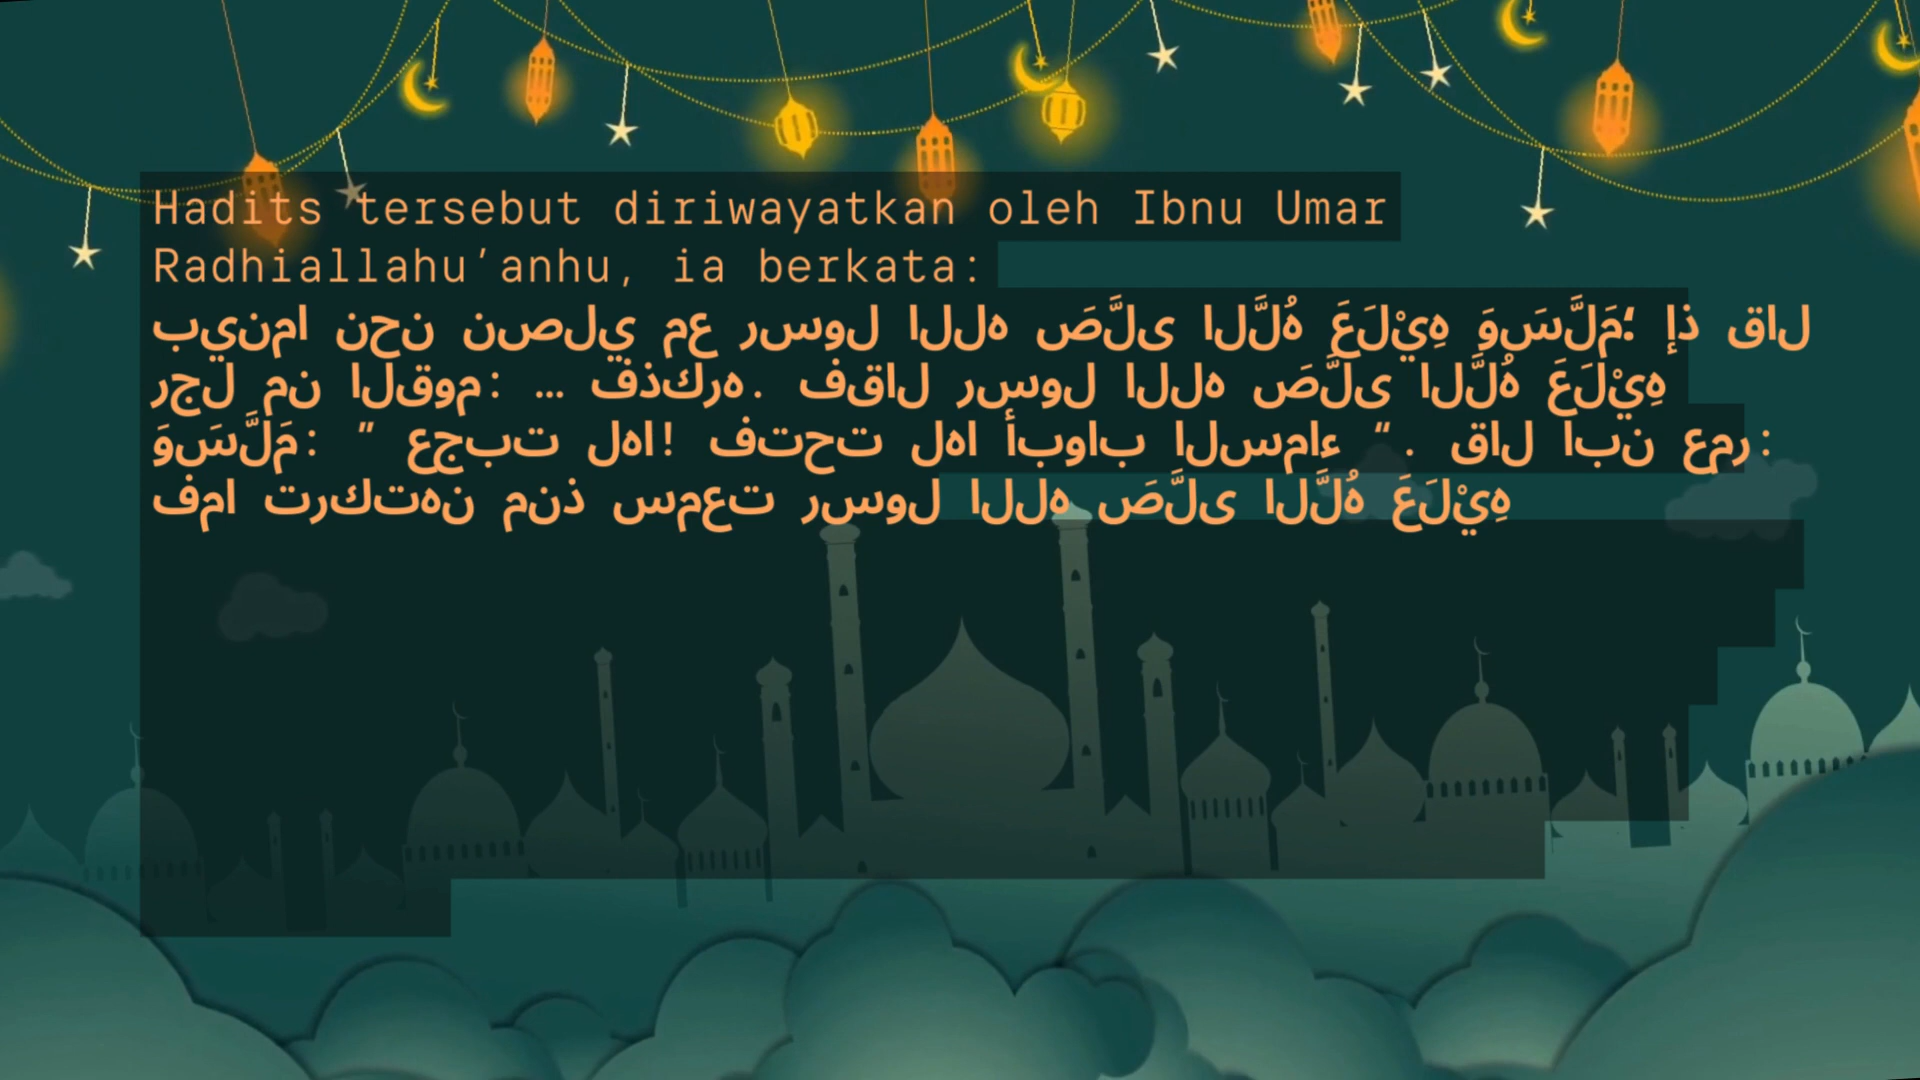 Hadits tersebut diriwayatkan oleh Ibnu Umar
Radhiallahu’anhu, ia berkata:
بينما نحن نصلي مع رسول الله صَلَّى اللَّهُ عَلَيْهِ وَسَلَّمَ؛ إذ قال
رجل من القوم: … فذكره. فقال رسول الله صَلَّى اللَّهُ عَلَيْهِ
وَسَلَّمَ: ” عجبت لها! فتحت لها أبواب السماء “. قال ابن عمر:
فما تركتهن منذ سمعت رسول الله صَلَّى اللَّهُ عَلَيْهِ